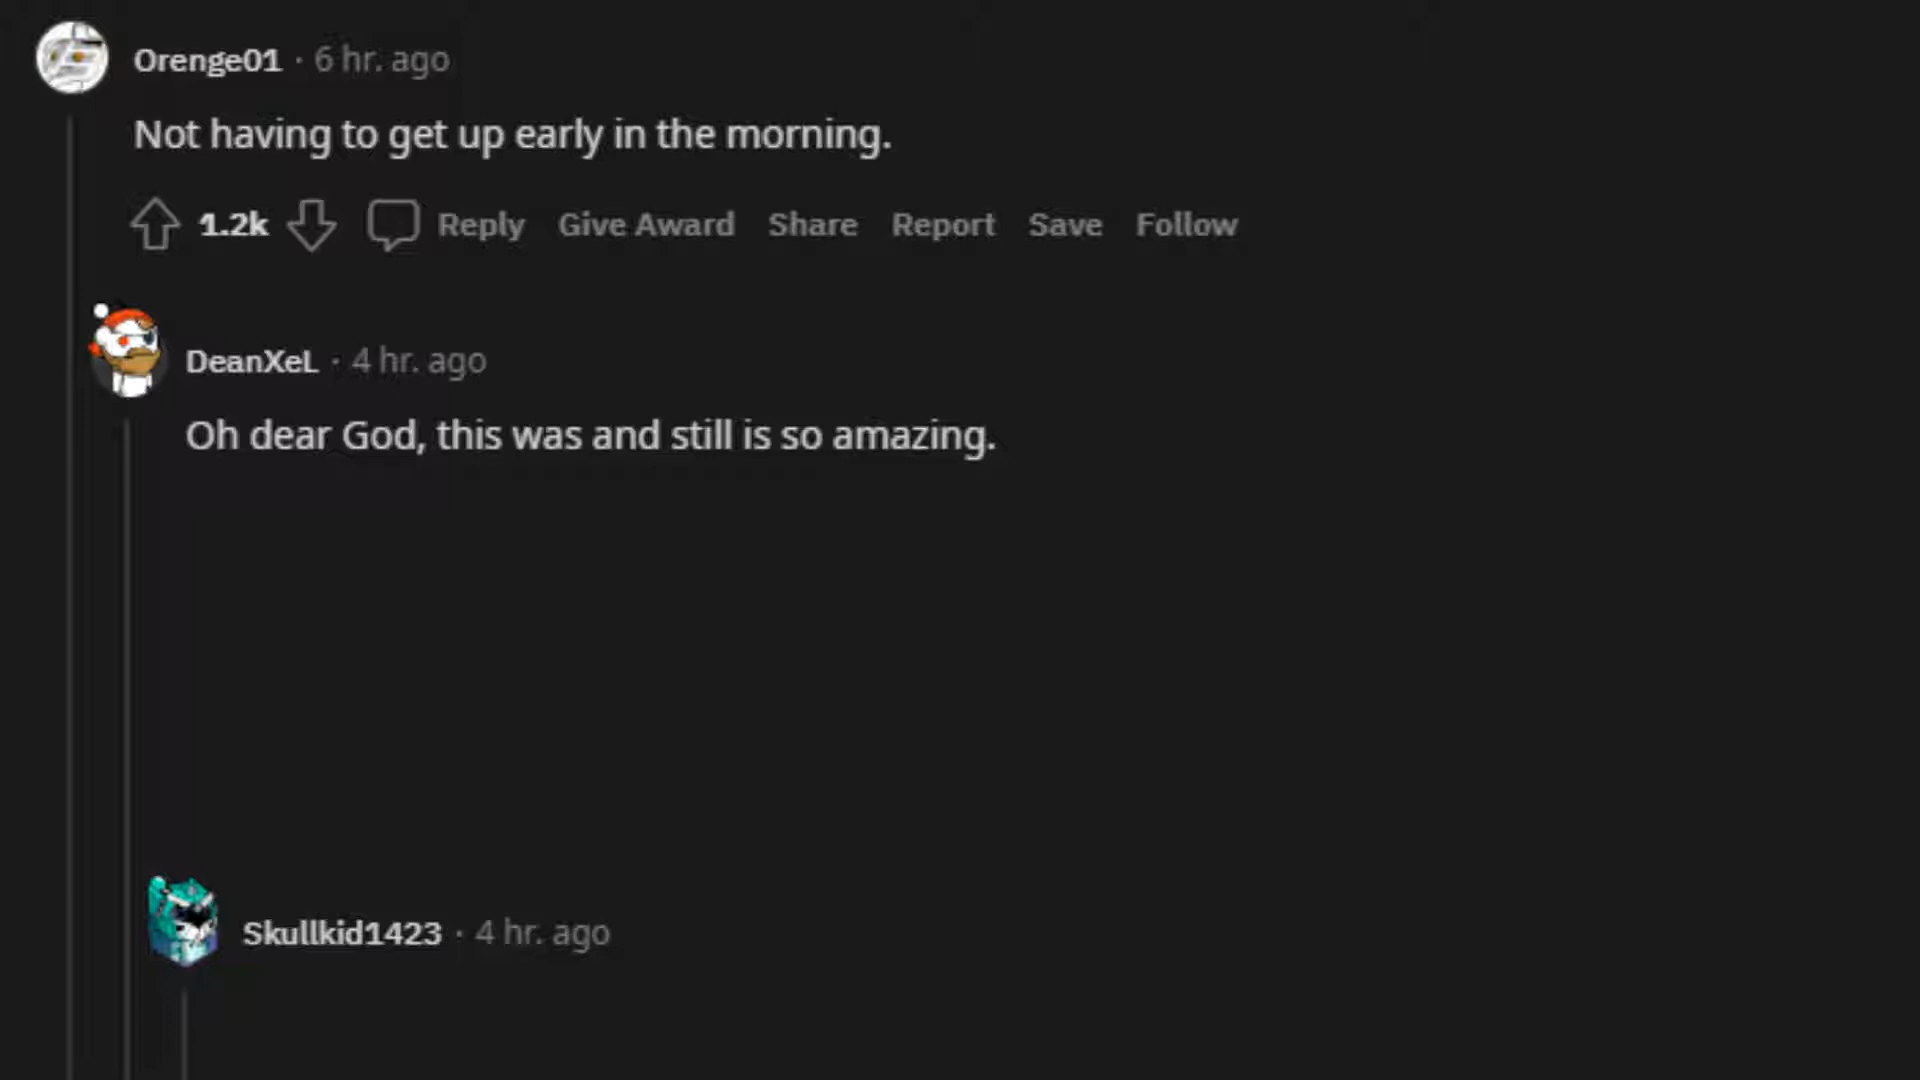 Orenge01 · 6 hr. ago
Not having to get up early in the morning.
1.2k Reply Give Award Share Report Save Follow
DeanXeL · 4 hr. ago
Oh dear God, this was and still is so amazing.
Skullkid1423 · 4 hr. ago